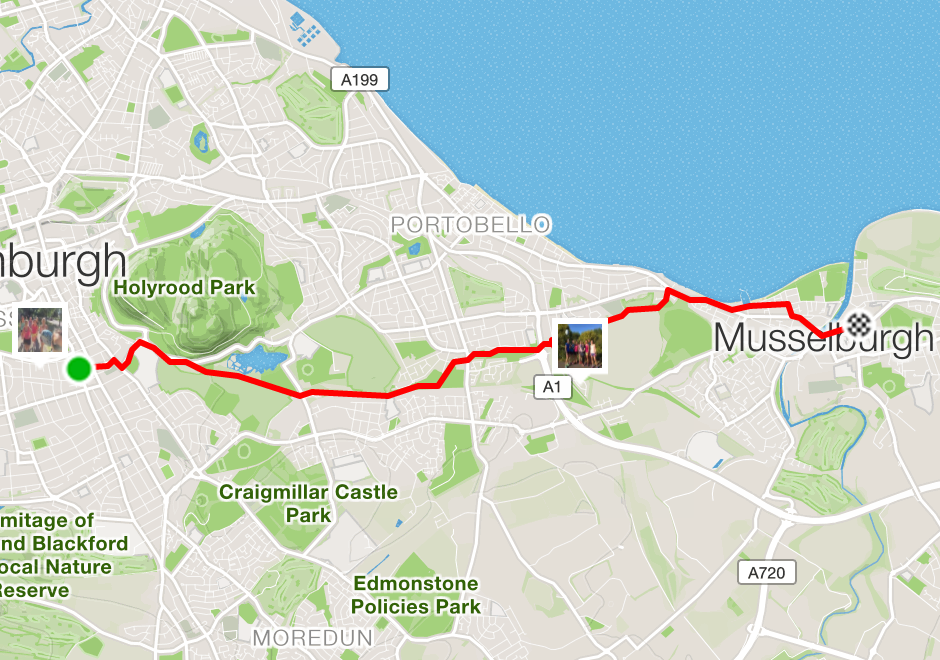 A199
PORTOBELLO
nburgh
Holyrood Park
Musselburgh
A1
Craigmillar Castle
Park
mitage of
nd Blackford
ocal Nature
Reserve
A720
Edmonstone
Policies Park
MOREDUN